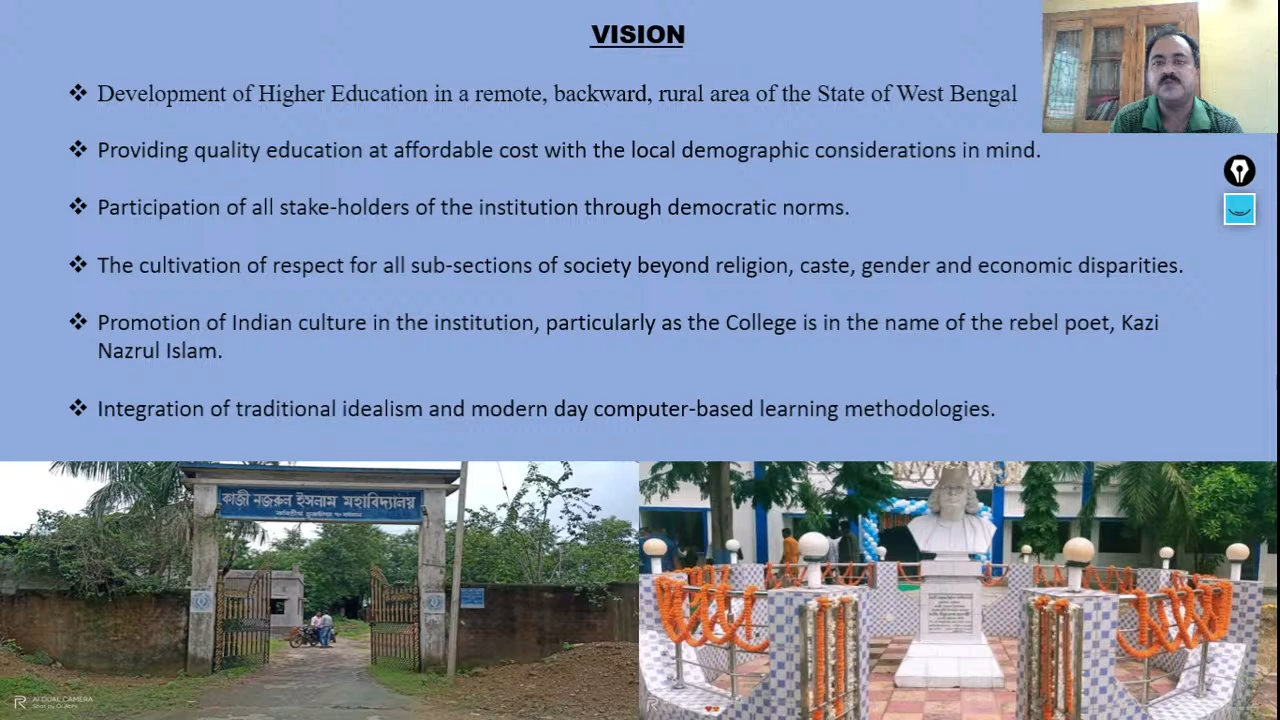 VISION
❖ Development of Higher Education in a remote, backward, rural area of the State of West Bengal
❖ Providing quality education at affordable cost with the local demographic considerations in mind.
❖ Participation of all stake-holders of the institution through democratic norms.
❖ The cultivation of respect for all sub-sections of society beyond religion, caste, gender and economic disparities.
❖ Promotion of Indian culture in the institution, particularly as the College is in the name of the rebel poet, Kazi
Nazrul Islam.
❖ Integration of traditional idealism and modern day computer-based learning methodologies.
কাজী নজরুল ইসলাম মহাবিদ্যালয়
R AI DUAL CAMERA